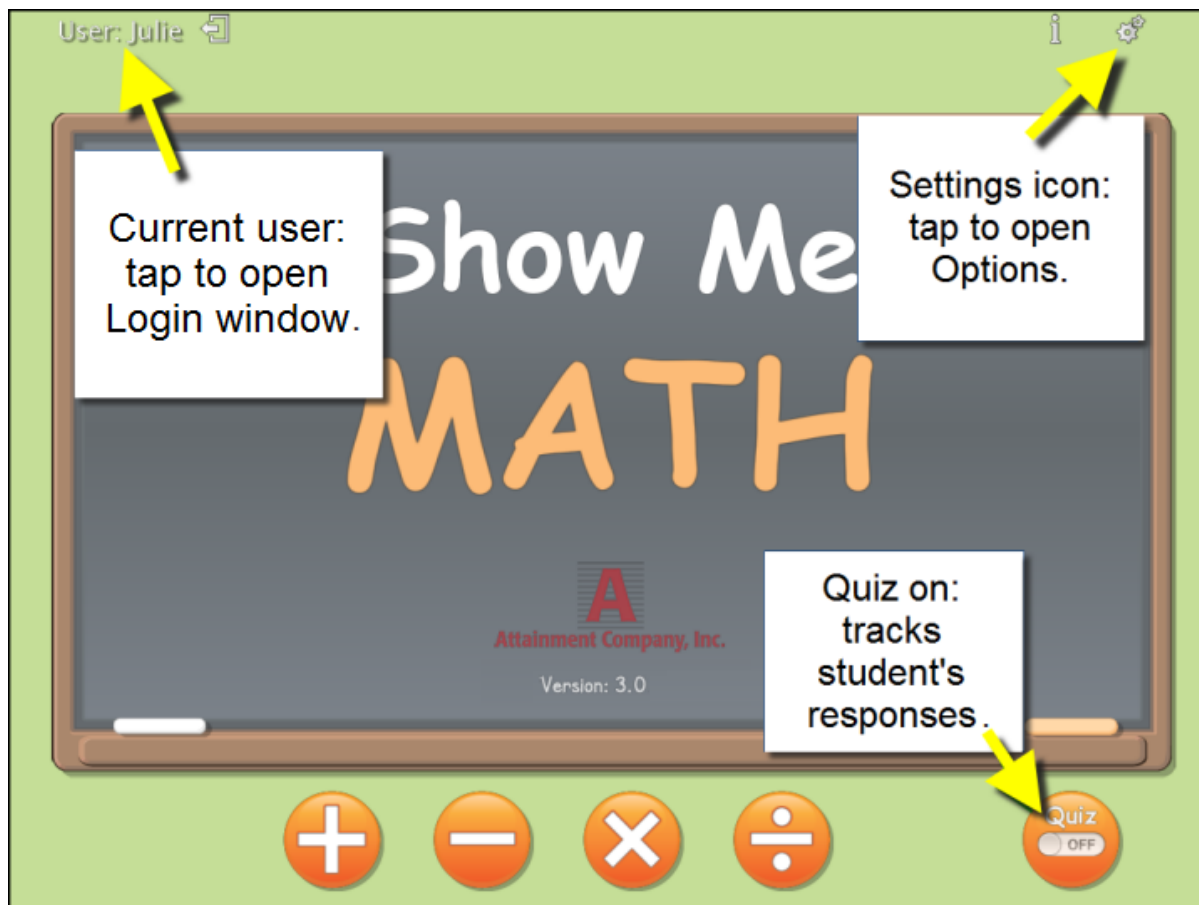 User: Julie
i
Current user:
tap to open
Login window.
Settings icon:
tap to open
Options.
Show Me
MATH
A
Attainment Company, Inc.
Version: 3.0
Quiz on:
tracks
student's
responses.
+ − × ÷
Quiz
OFF